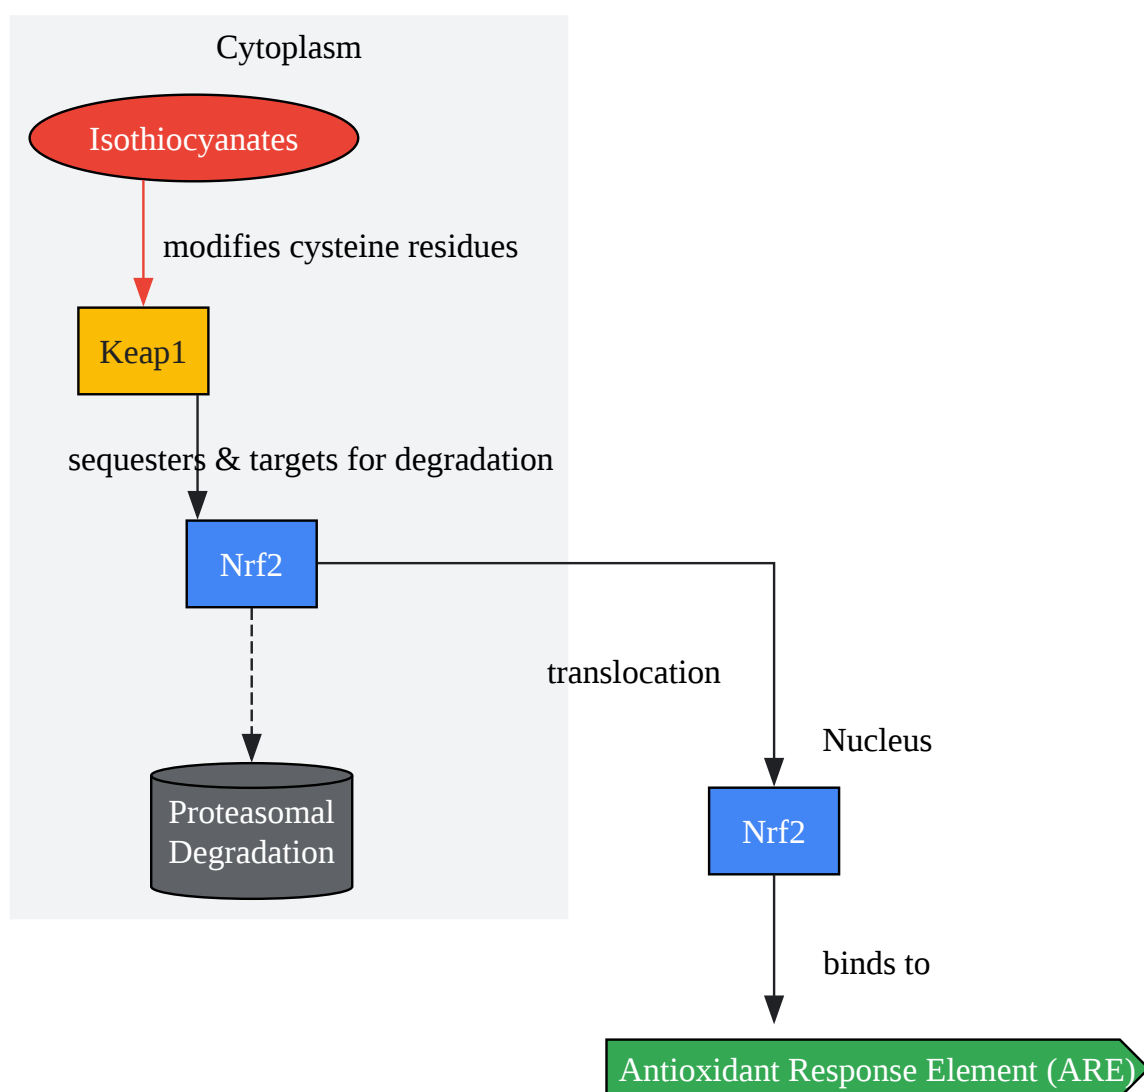 Cytoplasm
Isothiocyanates
modifies cysteine residues
Keap1
sequesters & targets for degradation
Nrf2
translocation
Nucleus
Proteasomal
Degradation
Nrf2
binds to
Antioxidant Response Element (ARE)